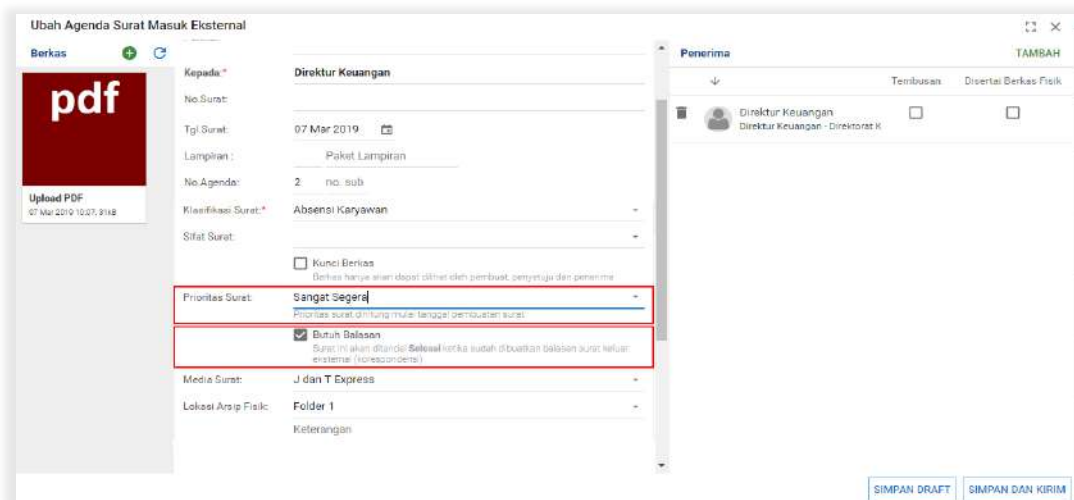 Ubah Agenda Surat Masuk Eksternal
Berkas
pdf
Upload PDF
07 Mar 2019 10:07, 91kB
Kepada:*
Direktur Keuangan
No.Surat:
Tgl.Surat:
07 Mar 2019
Lampiran :
Paket Lampiran
No.Agenda:
2 no. sub
Klasifikasi Surat:*
Absensi Karyawan
Sifat Surat:
Kunci Berkas
Berkas hanya akan dapat dilihat oleh pembuat, penyetuju dan penerima
Prioritas Surat:
Sangat Segera
Prioritas surat dihitung mulai tanggal pembuatan surat
Butuh Balasan
Surat ini akan ditandai Selesai ketika sudah dibuatkan balasan surat keluar
eksternal (korespondensi)
Media Surat:
J dan T Express
Lokasi Arsip Fisik:
Folder 1
Keterangan
Penerima
TAMBAH
Tembusan
Disertai Berkas Fisik
Direktur Keuangan
Direktur Keuangan - Direktorat K
SIMPAN DRAFT
SIMPAN DAN KIRIM